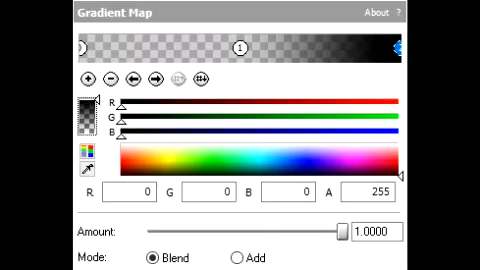 Gradient Map About ?
1
R
G
B
R 0 G 0 B 0 A 255
Amount: 1.0000
Mode: Blend Add